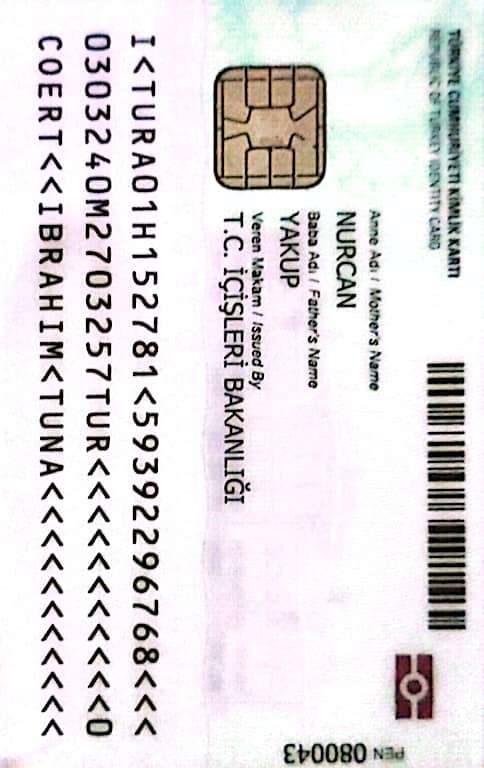 TÜRKİYE CUMHURİYETİ KİMLİK KARTI
REPUBLIC OF TURKEY IDENTITY CARD
Anne Adı / Mother's Name
NURCAN
Baba Adı / Father's Name
YAKUP
Veren Makam / Issued By
T.C. İÇİŞLERİ BAKANLIĞI
PEN 080043
I<TURA01H152781<59392296768<<<
0303240M2703257TUR<<<<<<<<<<<0
COERT<<IBRAHIM<TUNA<<<<<<<<<<<